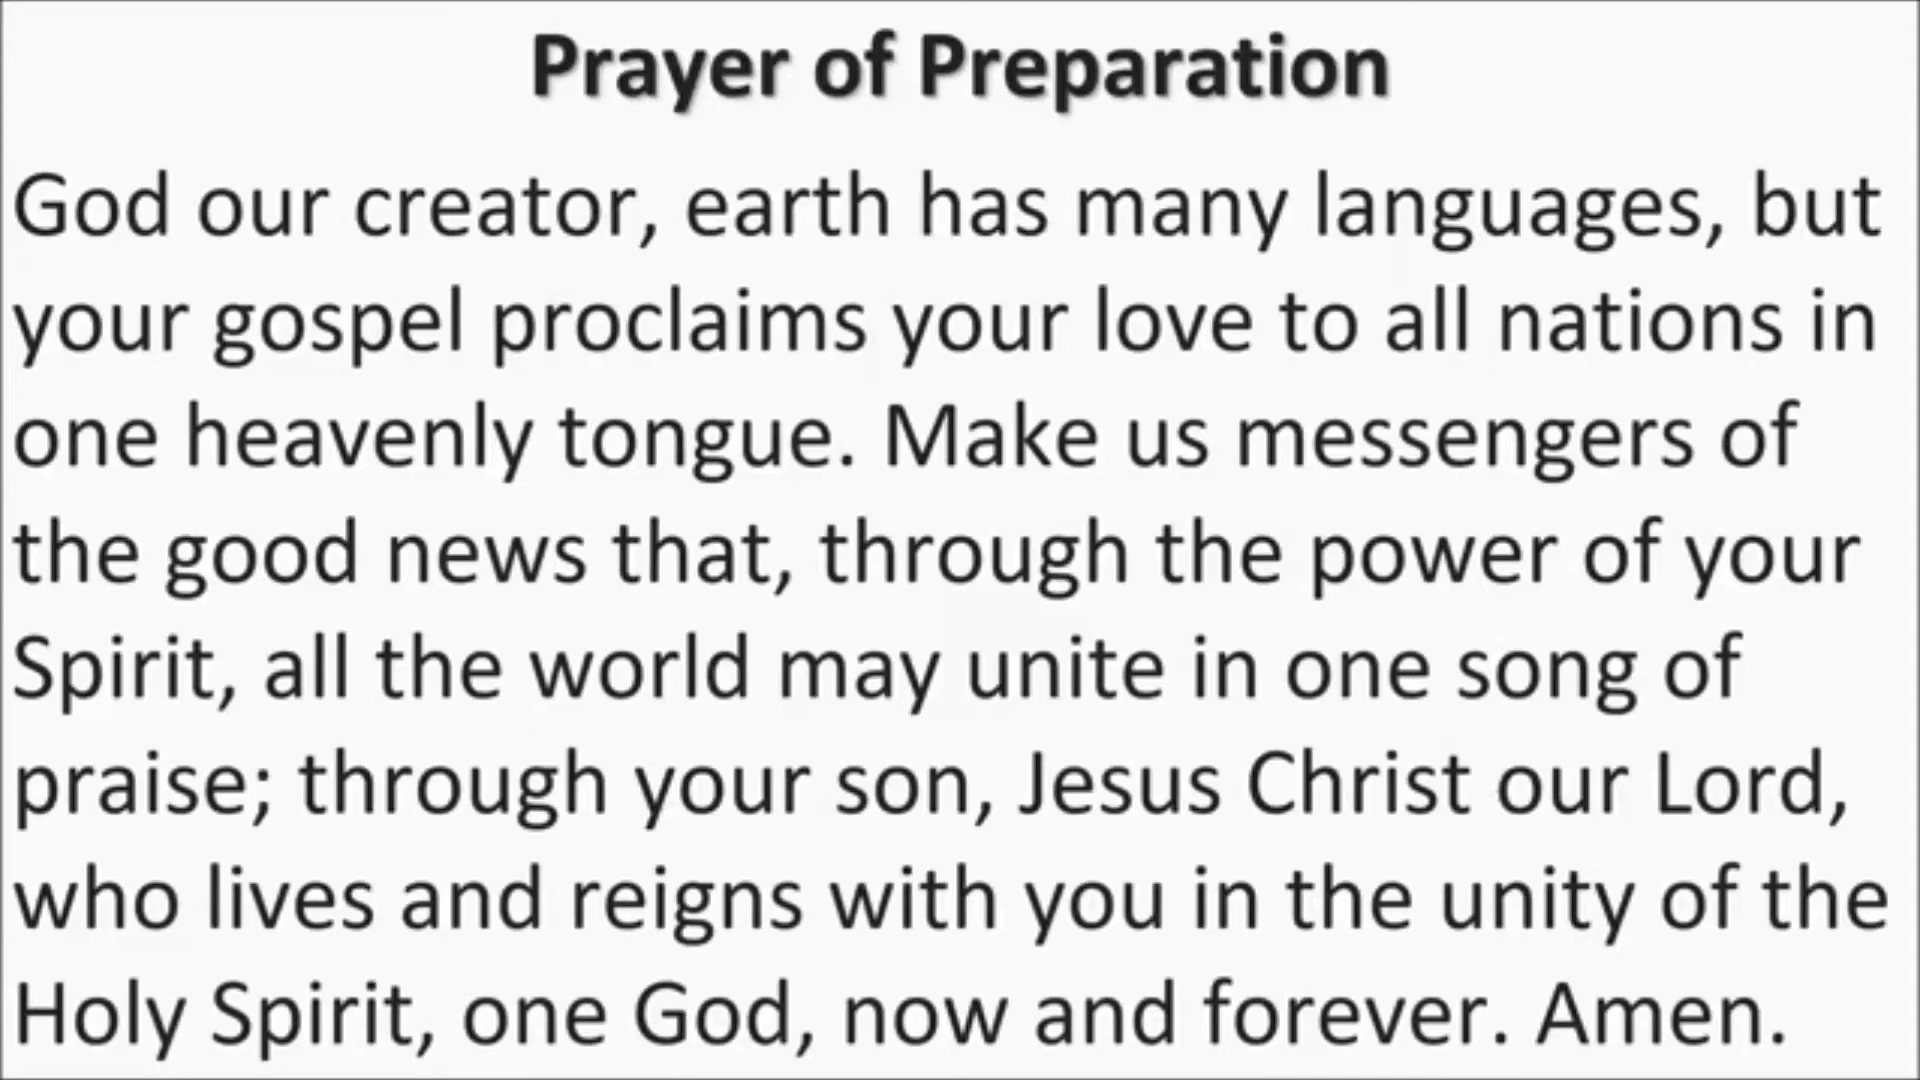 Prayer of Preparation
God our creator, earth has many languages, but
your gospel proclaims your love to all nations in
one heavenly tongue. Make us messengers of
the good news that, through the power of your
Spirit, all the world may unite in one song of
praise; through your son, Jesus Christ our Lord,
who lives and reigns with you in the unity of the
Holy Spirit, one God, now and forever. Amen.